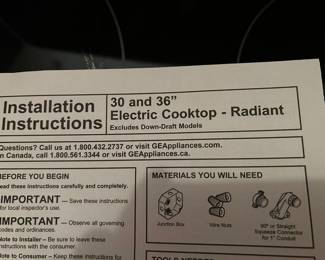 Installation
Instructions
30 and 36"
Electric Cooktop - Radiant
Excludes Down-Draft Models
Questions? Call us at 1.800.432.2737 or visit GEAppliances.com.
In Canada, call 1.800.561.3344 or visit GEAppliances.ca.
BEFORE YOU BEGIN
Read these instructions carefully and completely.
IMPORTANT – Save these instructions
for local inspector's use.
IMPORTANT – Observe all governing
codes and ordinances.
Note to Installer – Be sure to leave these
instructions with the consumer.
Note to Consumer – Keep these instructions for
MATERIALS YOU WILL NEED
Junction Box
Wire Nuts
90° or Straight
Squeeze Connector
for 1" Conduit